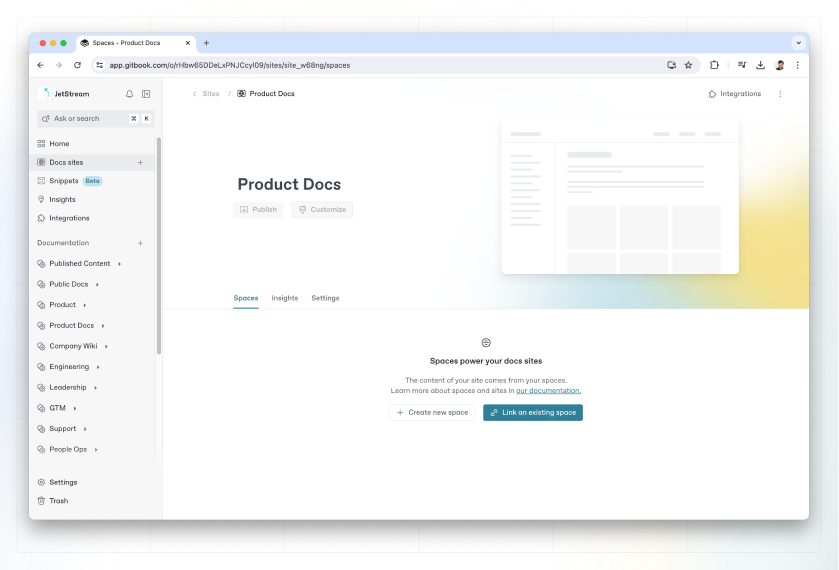 Spaces - Product Docs
app.gitbook.com/o/rHbw65DDeLxPNJCcyl09/sites/site_w68ng/spaces
JetStream
Sites / Product Docs
Integrations
Ask or search ⌘ K
Home
Docs sites
Snippets Beta
Insights
Integrations
Documentation
Published Content
Public Docs
Product
Product Docs
Company Wiki
Engineering
Leadership
GTM
Support
People Ops
Settings
Trash
Product Docs
Publish Customize
Spaces Insights Settings
Spaces power your docs sites
The content of your site comes from your spaces.
Learn more about spaces and sites in our documentation.
+ Create new space Link an existing space